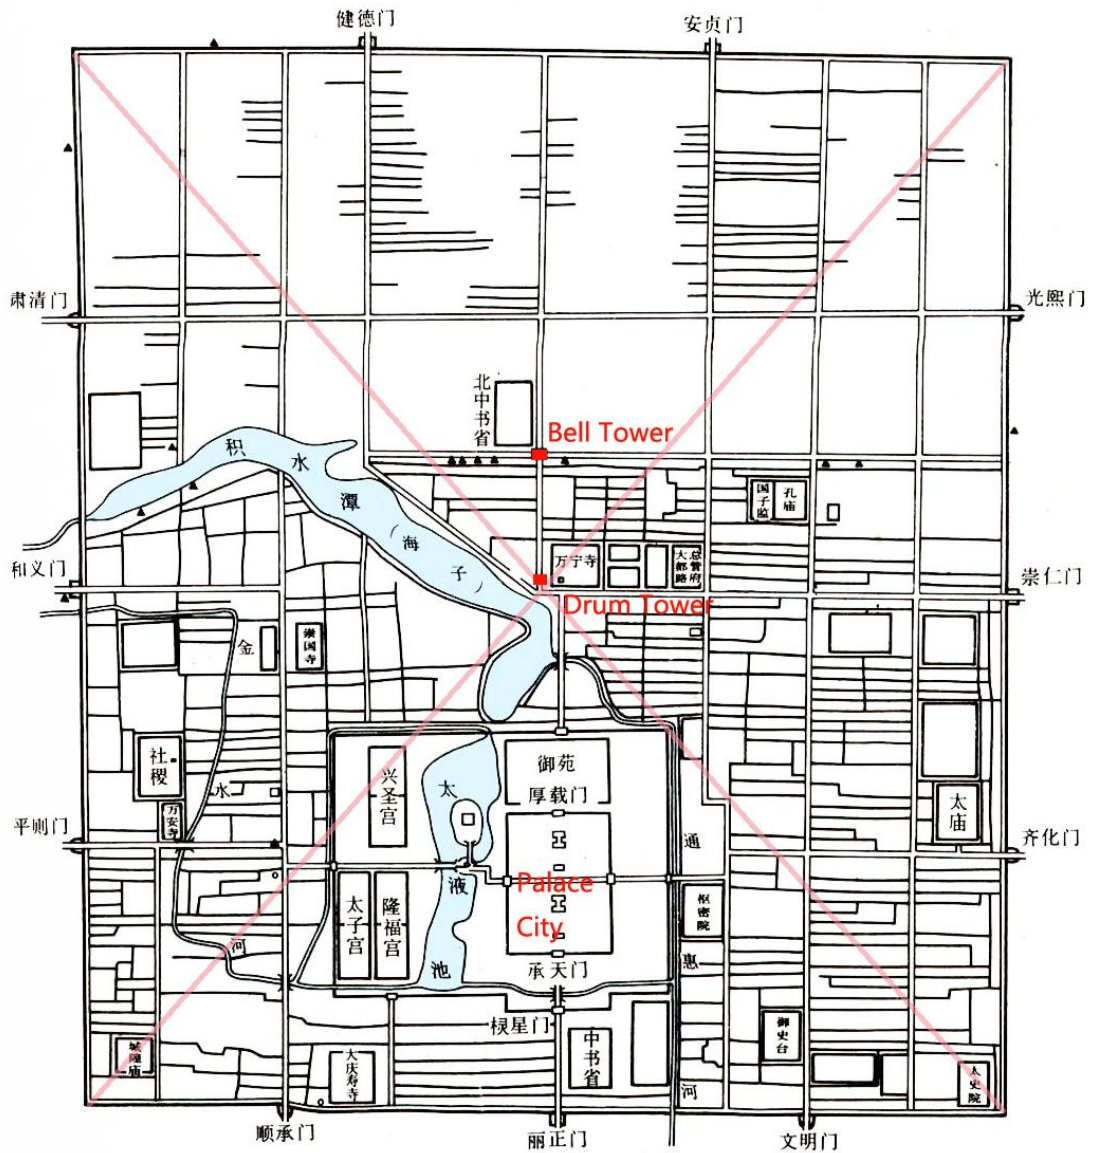 健德门
安贞门
肃清门
光熙门
北中书省
Bell Tower
积水潭
(海子)
国子监
孔庙
和义门
万宁寺
大都路总管府
崇仁门
Drum Tower
金水河
崇国寺
社稷
兴圣宫
太液池
御苑
厚载门
万安寺
太庙
平则门
齐化门
通惠河
Palace
City
太子宫
隆福宫
枢密院
承天门
棂星门
中书省
御史台
城隍庙
大庆寿寺
太史院
顺承门
丽正门
文明门